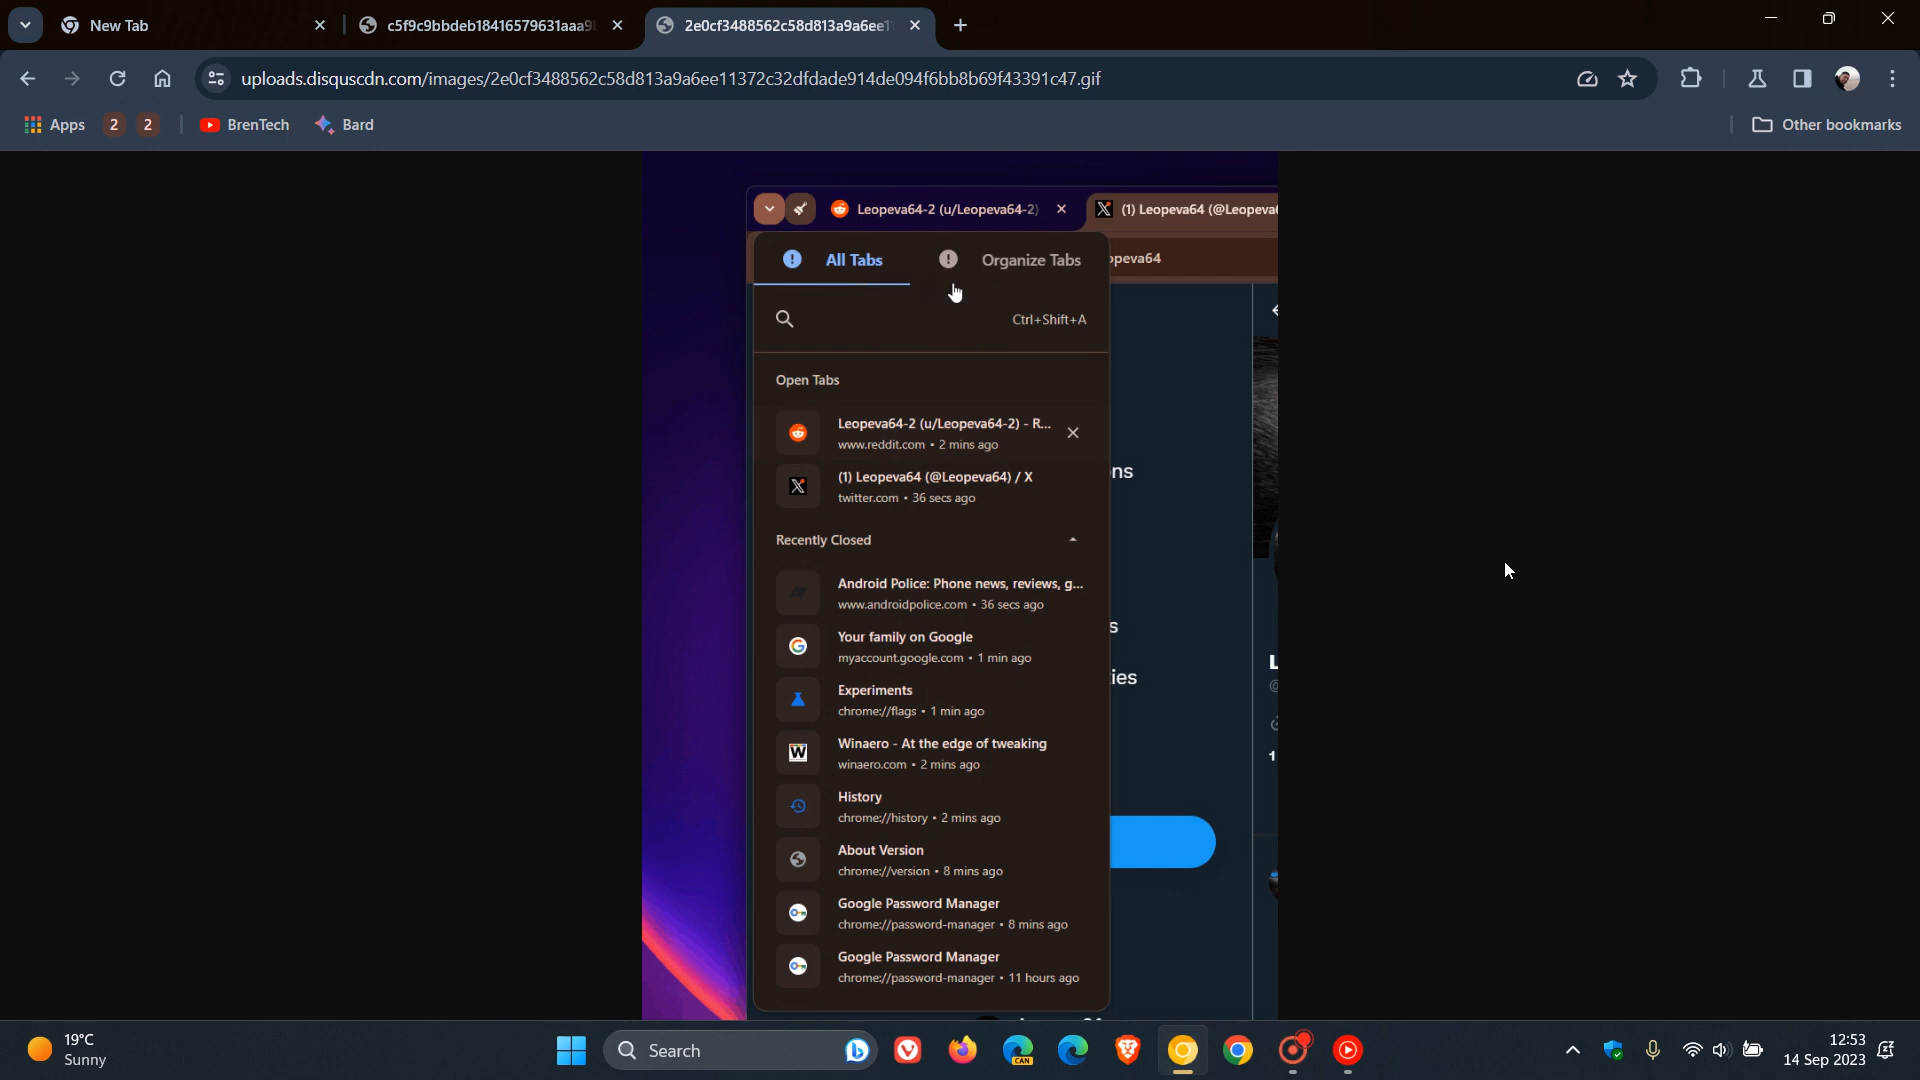 New Tab
c5f9c9bbdeb18416579631aaa9
2e0cf3488562c58d813a9a6ee1
uploads.disquscdn.com/images/2e0cf3488562c58d813a9a6ee11372c32dfdade914de094f6bb8b69f43391c47.gif
Apps 2 2 BrenTech Bard Other bookmarks
Leopeva64-2 (u/Leopeva64-2) (1) Leopeva64 (@Leopeva
All Tabs Organize Tabs opeva64
Ctrl+Shift+A
Open Tabs
Leopeva64-2 (u/Leopeva64-2) - R...
www.reddit.com • 2 mins ago
ns
(1) Leopeva64 (@Leopeva64) / X
twitter.com • 36 secs ago
Recently Closed
Android Police: Phone news, reviews, g...
www.androidpolice.com • 36 secs ago
s
Your family on Google
myaccount.google.com • 1 min ago
ies
Experiments
chrome://flags • 1 min ago
Winaero - At the edge of tweaking
winaero.com • 2 mins ago
1
History
chrome://history • 2 mins ago
About Version
chrome://version • 8 mins ago
Google Password Manager
chrome://password-manager • 8 mins ago
Google Password Manager
chrome://password-manager • 11 hours ago
19°C
Sunny
Search
CAN
12:53
14 Sep 2023